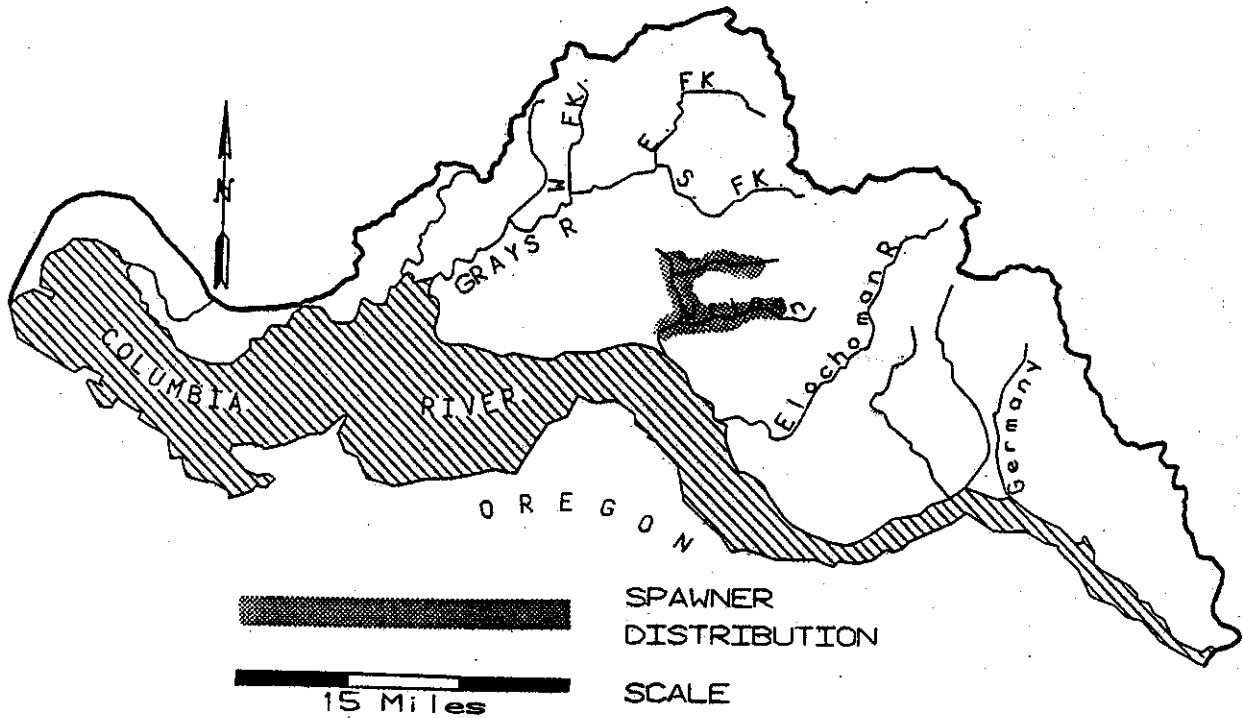 FK.
FK.
W
E.
S.
FK.
N
GRAYS R
Elochoman R
COLUMBIA
RIVER.
Germany
OREGON
SPAWNER
DISTRIBUTION
15 Miles
SCALE